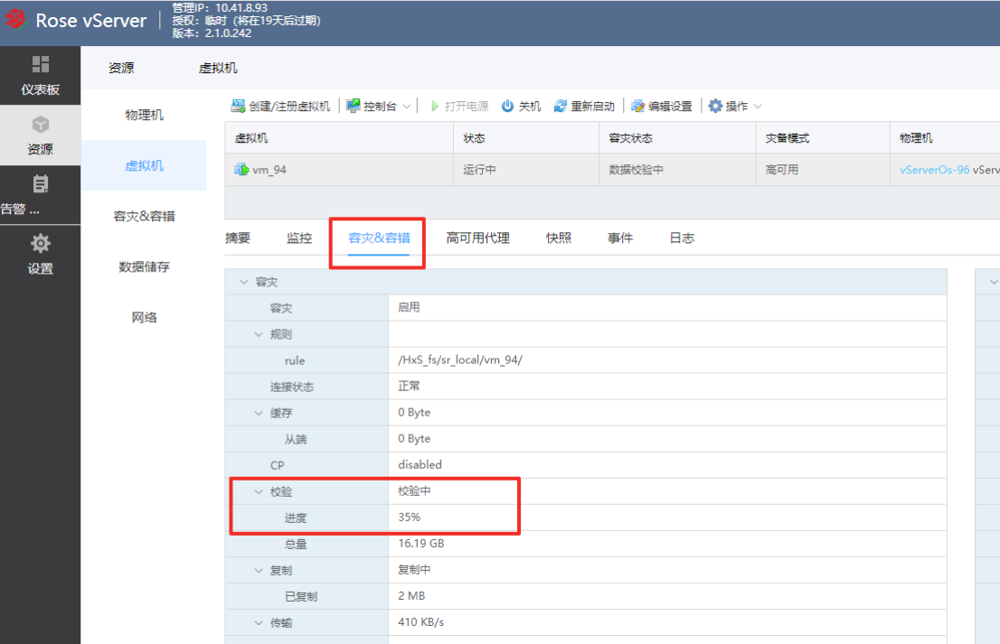 Rose vServer
管理IP：10.41.8.93
授权：临时（将在19天后过期）
版本：2.1.0.242
仪表板
资源
告警 ...
设置
资源 虚拟机
物理机
虚拟机
容灾&容错
数据储存
网络
创建/注册虚拟机 控制台 打开电源 关机 重新启动 编辑设置 操作
虚拟机 状态 容灾状态 灾备模式 物理机
vm_94 运行中 数据校验中 高可用 vServerOs-96 vServ
摘要 监控 容灾&容错 高可用代理 快照 事件 日志
容灾
容灾 启用
规则
rule /HxS_fs/sr_local/vm_94/
连接状态 正常
缓存 0 Byte
从端 0 Byte
CP disabled
校验 校验中
进度 35%
总量 16.19 GB
复制 复制中
已复制 2 MB
传输 410 KB/s